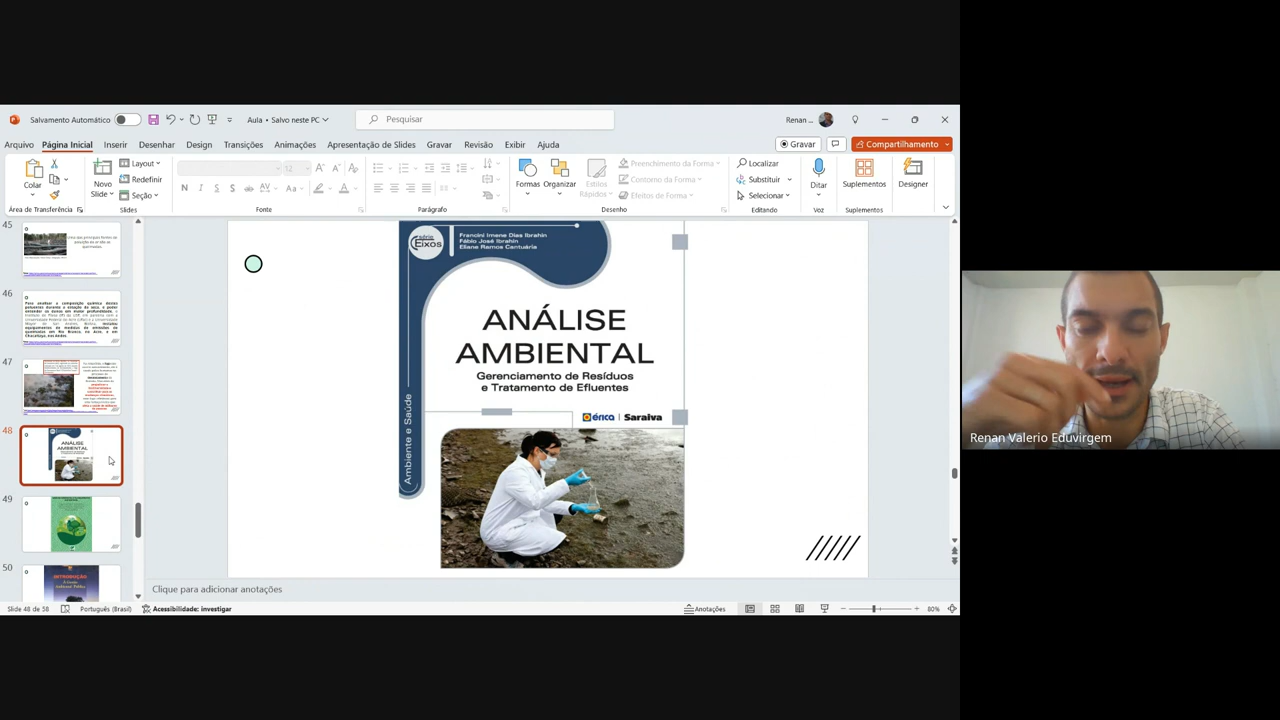 Salvamento Automático
Aula • Salvo neste PC
Pesquisar
Renan ...
Arquivo Página Inicial Inserir Desenhar Design Transições Animações Apresentação de Slides Gravar Revisão Exibir Ajuda
Gravar
Compartilhamento
Colar
Área de Transferência
Novo
Slide
Layout
Redefinir
Seção
Slides
12
Fonte
Parágrafo
Formas
Organizar
Estilos
Rápidos
Preenchimento da Forma
Contorno da Forma
Efeitos de Forma
Desenho
Localizar
Substituir
Selecionar
Editando
Ditar
Voz
Suplementos
Suplementos
Designer
45
46
47
48
ANÁLISE
AMBIENTAL
49
50
INTRODUÇÃO
série
Eixos
Francini Imene Dias Ibrahin
Fábio José Ibrahin
Eliane Ramos Cantuária
ANÁLISE
AMBIENTAL
Gerenciamento de Resíduos
e Tratamento de Efluentes
érica | Saraiva
Ambiente e Saúde
Clique para adicionar anotações
Slide 48 de 58
Português (Brasil)
Acessibilidade: investigar
Anotações
80%
Renan Valerio Eduvirgem